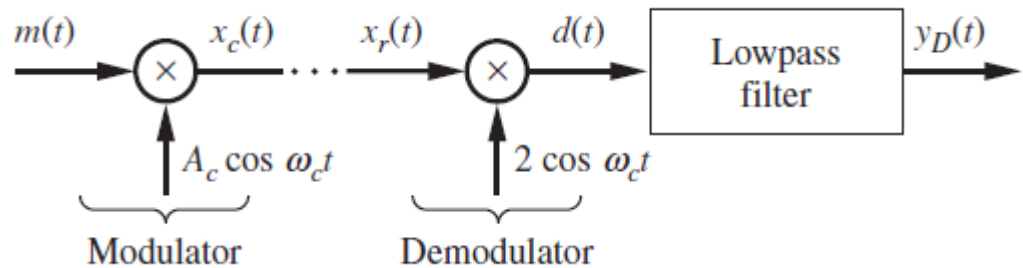 m(t) x_c(t) x_r(t) d(t) Lowpass filter y_D(t)
× ×
A_c cos ω_c t 2 cos ω_c t
Modulator Demodulator